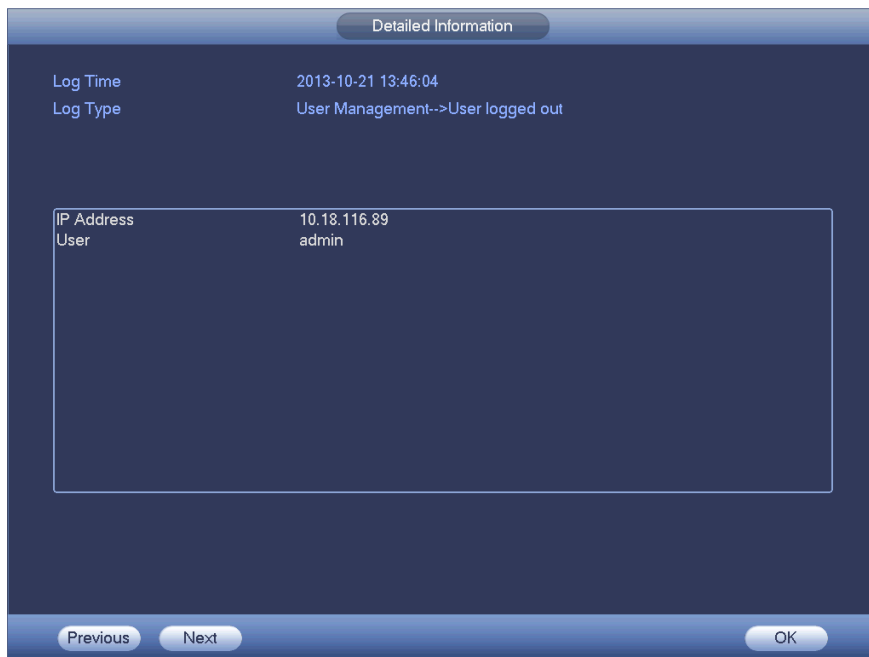 Detailed Information
Log Time 2013-10-21 13:46:04
Log Type User Management-->User logged out
IP Address 10.18.116.89
User admin
Previous Next OK